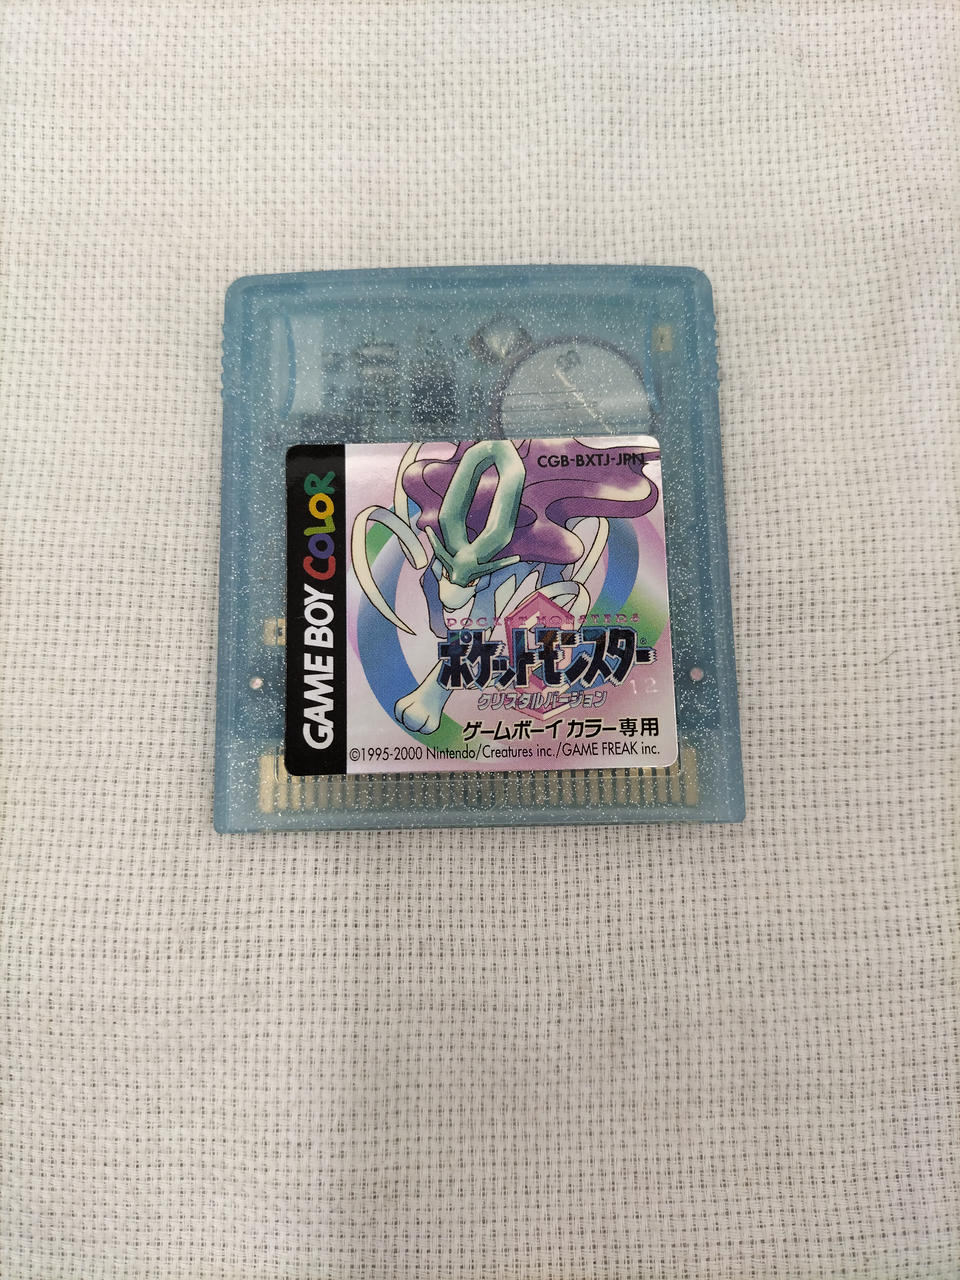 CGB-BXTJ-JPN
GAME BOY COLOR
POCKET MONSTERS
ポケットモンスター
クリスタルバージョン
12
ゲームボーイ カラー専用
©1995-2000 Nintendo/Creatures inc./GAME FREAK inc.